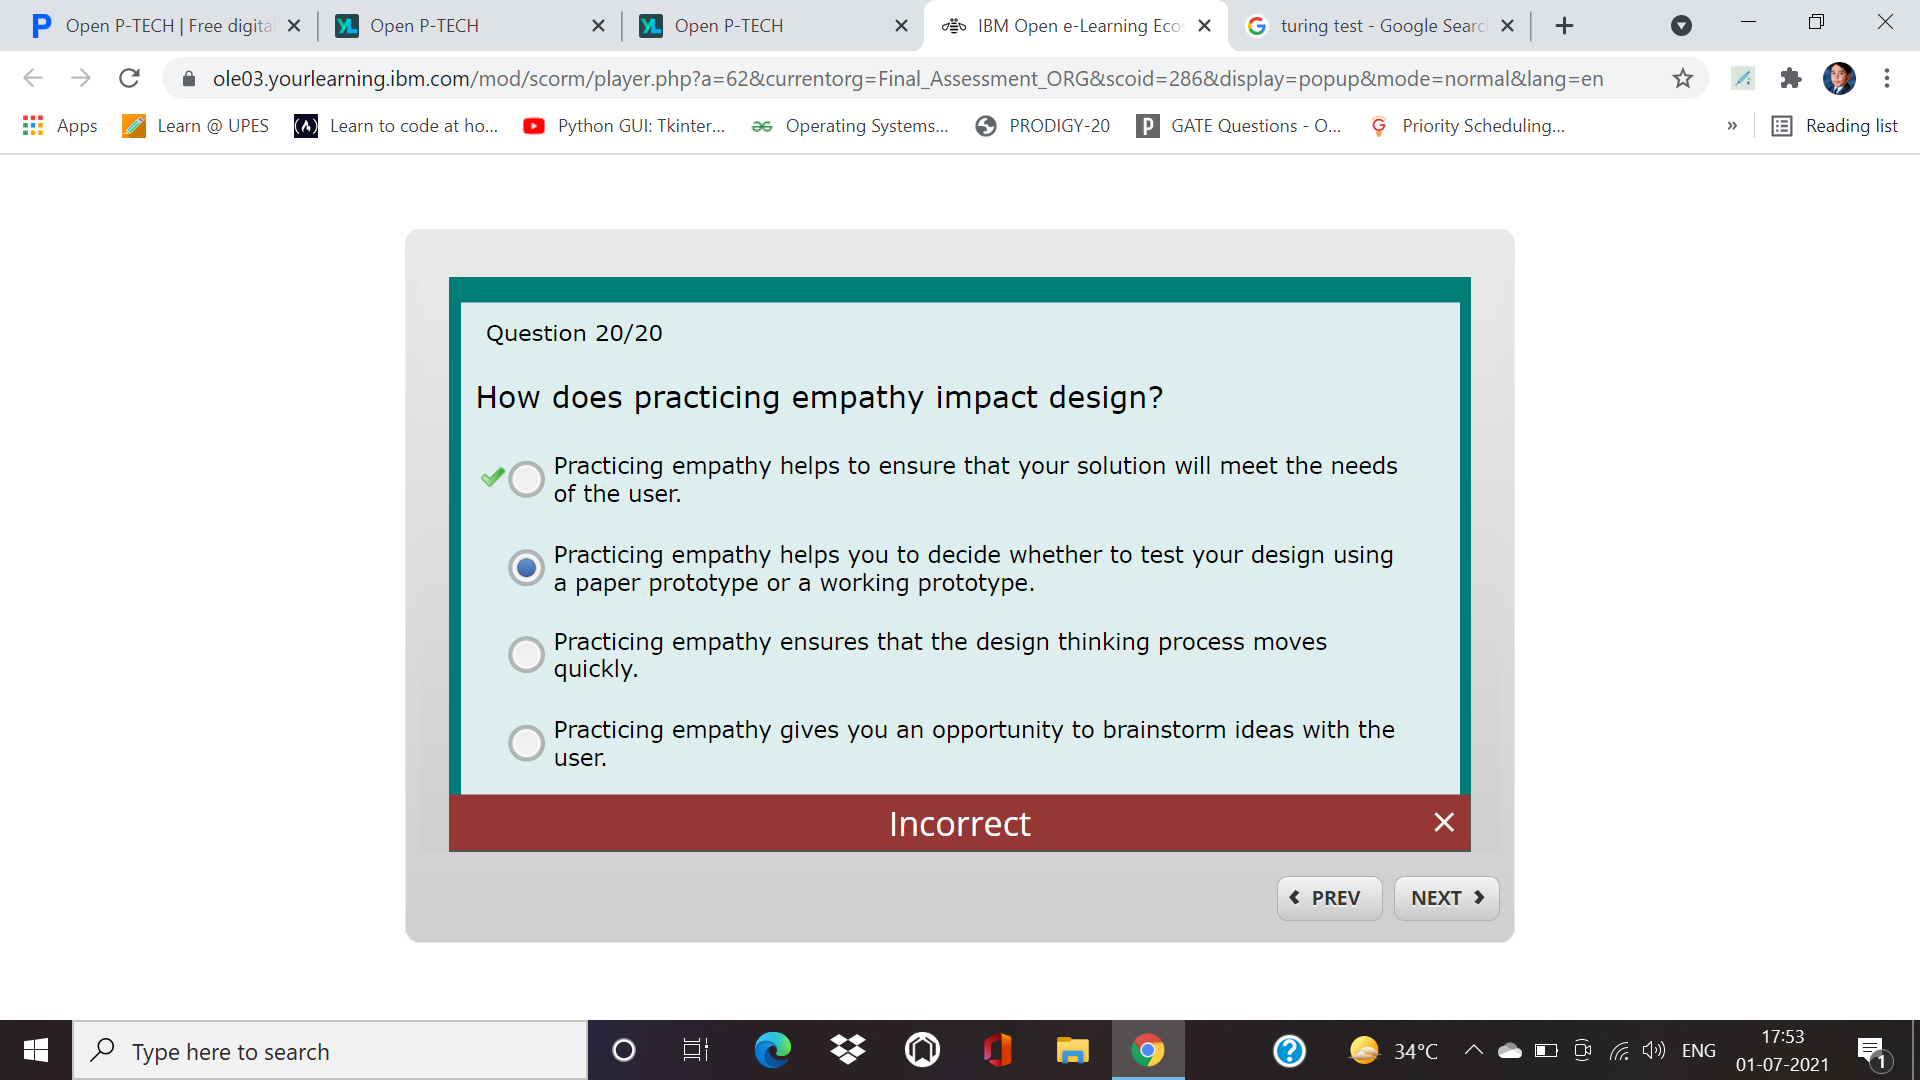 Open P-TECH | Free digita
Open P-TECH
Open P-TECH
IBM Open e-Learning Eco
turing test - Google Searc
ole03.yourlearning.ibm.com/mod/scorm/player.php?a=62&currentorg=Final_Assessment_ORG&scoid=286&display=popup&mode=normal&lang=en
Apps
Learn @ UPES
Learn to code at ho...
Python GUI: Tkinter...
Operating Systems...
PRODIGY-20
GATE Questions - O...
Priority Scheduling...
»
Reading list
Question 20/20
How does practicing empathy impact design?
Practicing empathy helps to ensure that your solution will meet the needs
of the user.
Practicing empathy helps you to decide whether to test your design using
a paper prototype or a working prototype.
Practicing empathy ensures that the design thinking process moves
quickly.
Practicing empathy gives you an opportunity to brainstorm ideas with the
user.
Incorrect
PREV
NEXT
Type here to search
34°C
ENG
17:53
01-07-2021
1